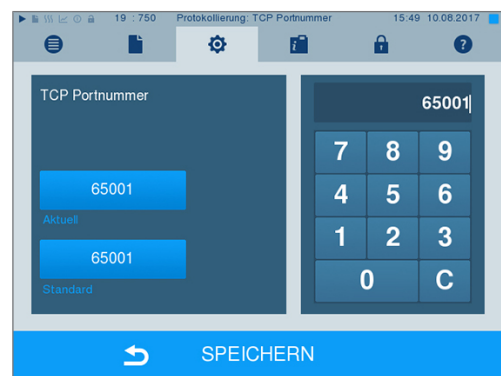 19 : 750 Protokollierung: TCP Portnummer 15:49 10.08.2017
TCP Portnummer
65001
Aktuell
65001
Standard
65001
7 8 9
4 5 6
1 2 3
0 C
SPEICHERN